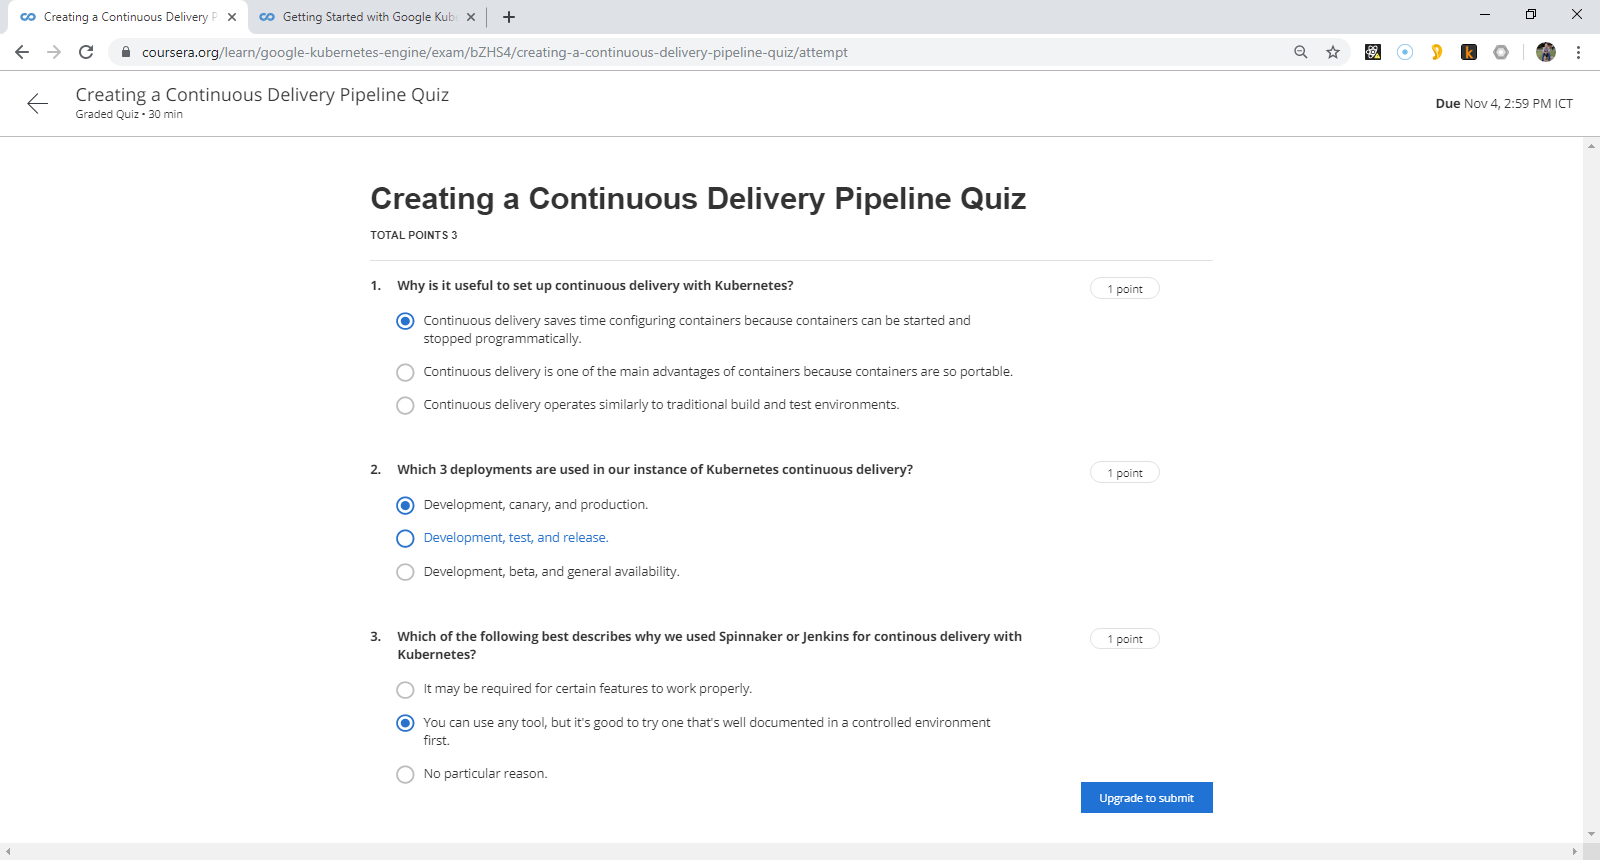 Creating a Continuous Delivery P
Getting Started with Google Kub
coursera.org/learn/google-kubernetes-engine/exam/bZHS4/creating-a-continuous-delivery-pipeline-quiz/attempt
k
Creating a Continuous Delivery Pipeline Quiz
Graded Quiz • 30 min
Due Nov 4, 2:59 PM ICT
Creating a Continuous Delivery Pipeline Quiz
TOTAL POINTS 3
1. Why is it useful to set up continuous delivery with Kubernetes?
1 point
Continuous delivery saves time configuring containers because containers can be started and
stopped programmatically.
Continuous delivery is one of the main advantages of containers because containers are so portable.
Continuous delivery operates similarly to traditional build and test environments.
2. Which 3 deployments are used in our instance of Kubernetes continuous delivery?
1 point
Development, canary, and production.
Development, test, and release.
Development, beta, and general availability.
3. Which of the following best describes why we used Spinnaker or Jenkins for continous delivery with
Kubernetes?
1 point
It may be required for certain features to work properly.
You can use any tool, but it's good to try one that's well documented in a controlled environment
first.
No particular reason.
Upgrade to submit